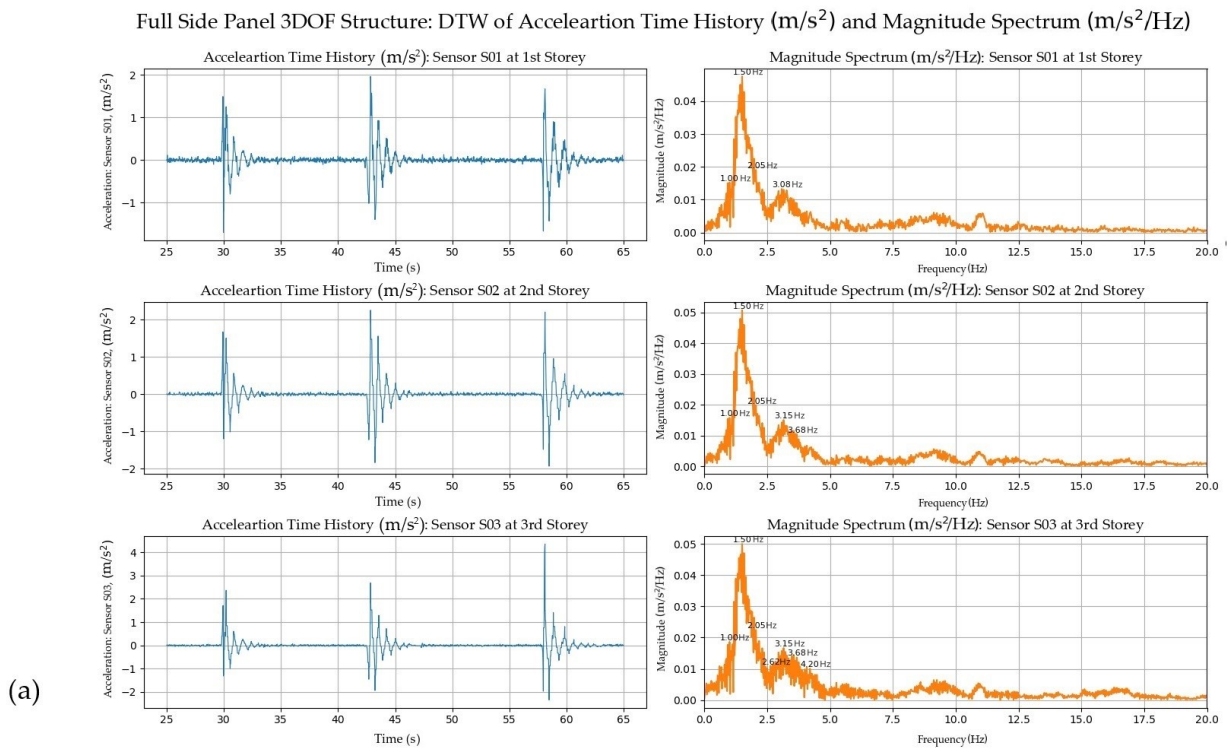 Full Side Panel 3DOF Structure: DTW of Acceleartion Time History (m/s²) and Magnitude Spectrum (m/s²/Hz)
Acceleartion Time History (m/s²): Sensor S01 at 1st Storey
Acceleration: Sensor S01, (m/s²)
2
1
0
−1
25 30 35 40 45 50 55 60 65
Time (s)
Magnitude Spectrum (m/s²/Hz): Sensor S01 at 1st Storey
Magnitude (m/s²/Hz)
0.04
0.03
0.02
0.01
0.00
1.50 Hz
2.05 Hz
1.00 Hz
3.08 Hz
0.0 2.5 5.0 7.5 10.0 12.5 15.0 17.5 20.0
Frequency (Hz)
Acceleartion Time History (m/s²): Sensor S02 at 2nd Storey
Acceleration: Sensor S02, (m/s²)
2
1
0
−1
−2
25 30 35 40 45 50 55 60 65
Time (s)
Magnitude Spectrum (m/s²/Hz): Sensor S02 at 2nd Storey
Magnitude (m/s²/Hz)
0.05
0.04
0.03
0.02
0.01
0.00
1.50 Hz
2.05Hz
1.00 Hz
3.15 Hz
3.68 Hz
0.0 2.5 5.0 7.5 10.0 12.5 15.0 17.5 20.0
Frequency (Hz)
Acceleartion Time History (m/s²): Sensor S03 at 3rd Storey
Acceleration: Sensor S03, (m/s²)
4
3
2
1
0
−1
−2
25 30 35 40 45 50 55 60 65
Time (s)
Magnitude Spectrum (m/s²/Hz): Sensor S03 at 3rd Storey
Magnitude (m/s²/Hz)
0.05
0.04
0.03
0.02
0.01
0.00
1.50 Hz
2.05 Hz
1.00 Hz
3.15 Hz
3.68 Hz
2.62 Hz
4.20 Hz
0.0 2.5 5.0 7.5 10.0 12.5 15.0 17.5 20.0
Frequency (Hz)
(a)